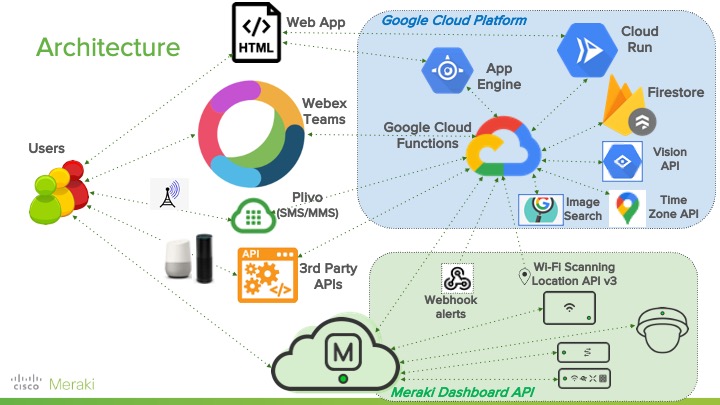 Architecture
</>
HTML
Web App
Google Cloud Platform
Cloud
Run
App
Engine
Firestore
Webex
Teams
Google Cloud
Functions
Users
Vision
API
Plivo
(SMS/MMS)
Image
Search
Time
Zone API
API
</>
3rd Party
APIs
Webhook
alerts
Wi-Fi Scanning
Location API v3
M
Meraki Dashboard API
CISCO Meraki